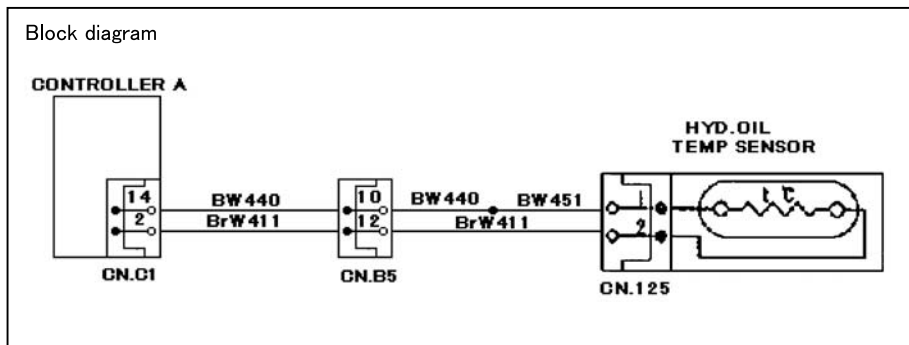 Block diagram
CONTROLLER A
HYD.OIL
TEMP SENSOR
14 BW440 10 BW440 BW451 1 t ℃
2 BrW411 12 BrW411 2
CN.C1 CN.B5 CN.125